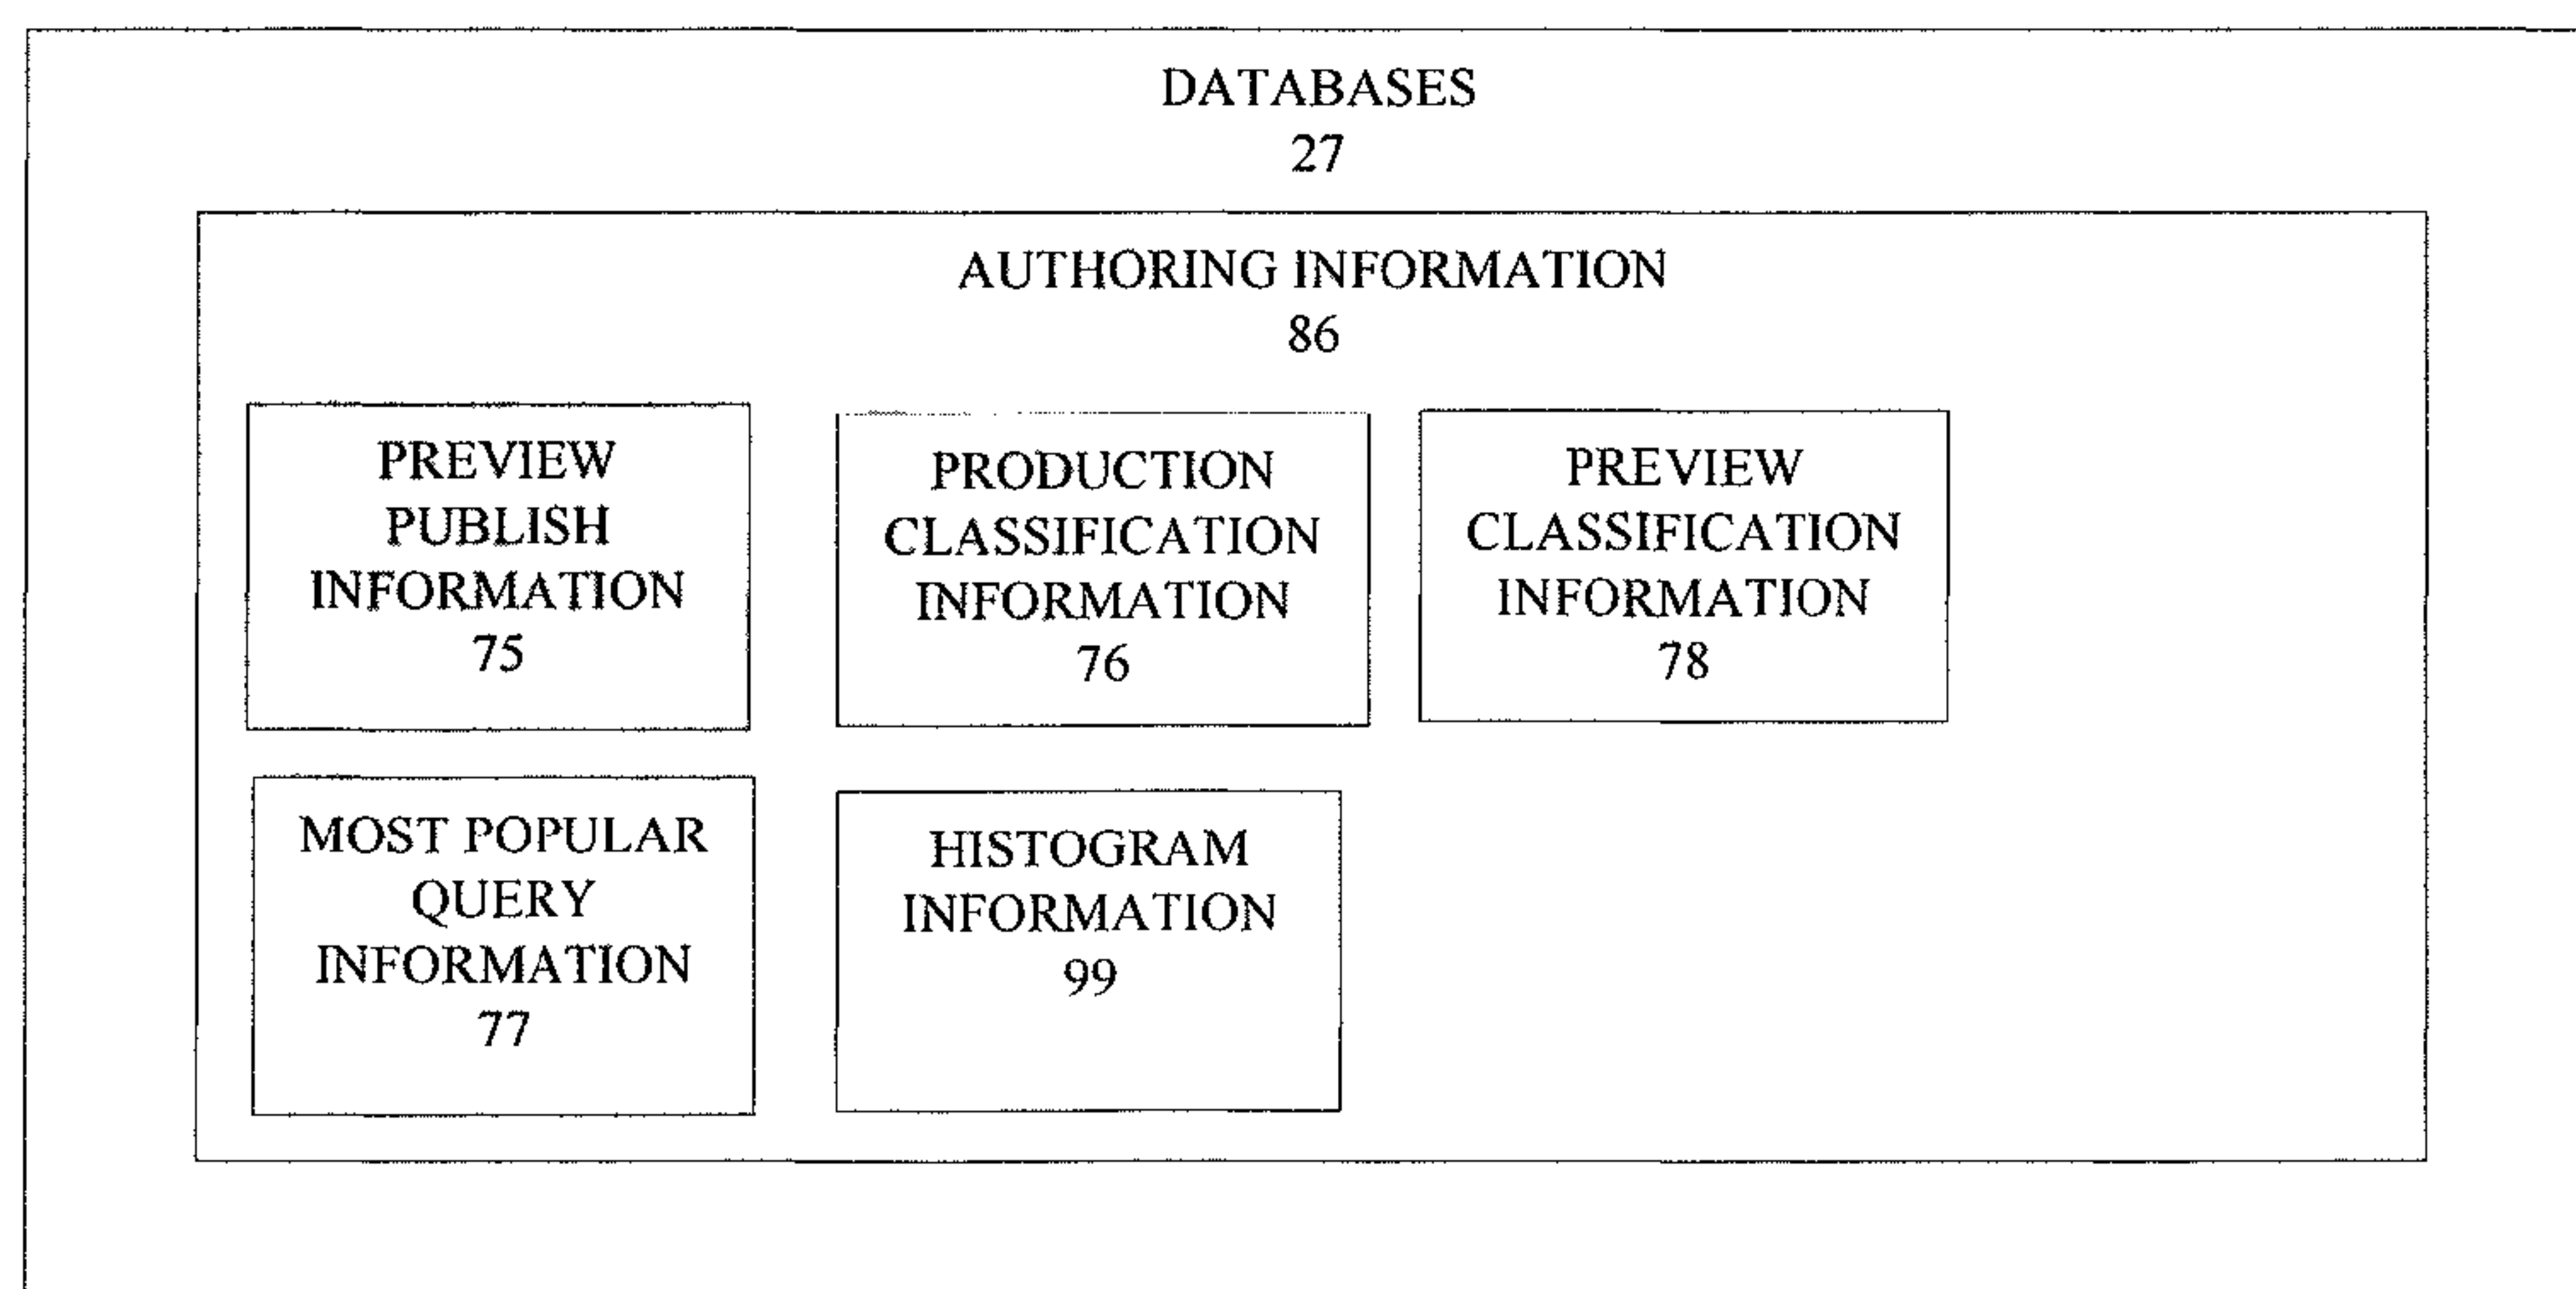 DATABASES
27
AUTHORING INFORMATION
86
PREVIEW
PUBLISH
INFORMATION
75
PRODUCTION
CLASSIFICATION
INFORMATION
76
PREVIEW
CLASSIFICATION
INFORMATION
78
MOST POPULAR
QUERY
INFORMATION
77
HISTOGRAM
INFORMATION
99